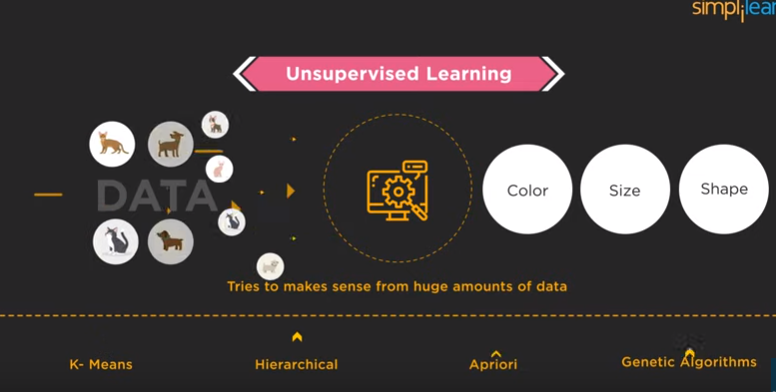 simplilear
Unsupervised Learning
DATA
Color
Size
Shape
Tries to makes sense from huge amounts of data
K- Means
Hierarchical
Apriori
Genetic Algorithms